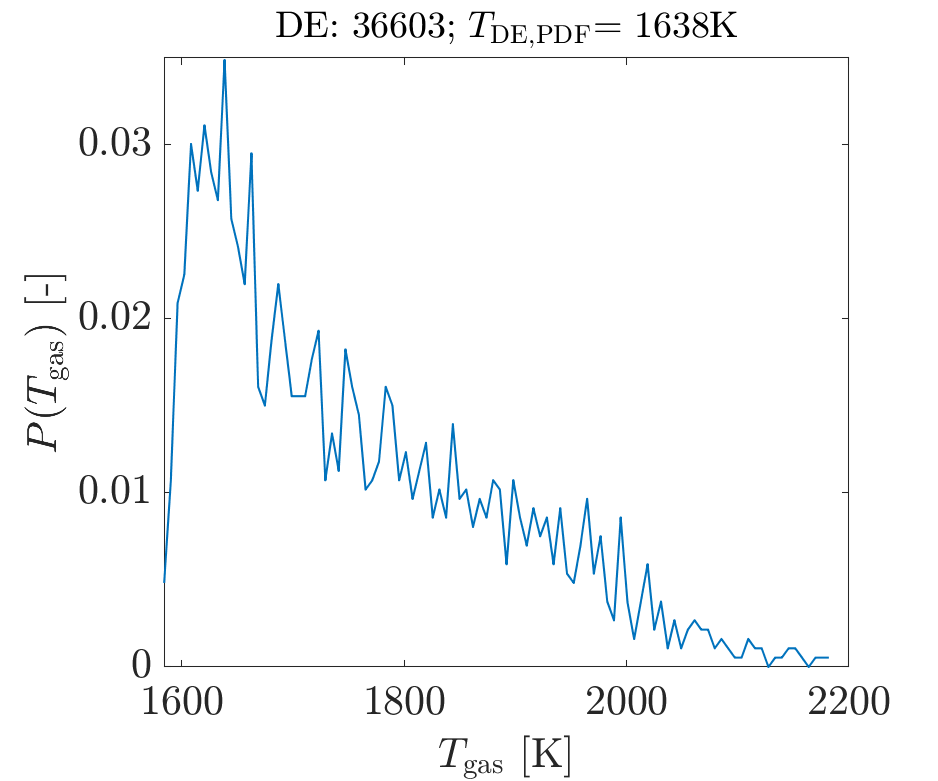 DE: 36603; T_DE,PDF= 1638K
0.03
0.02
0.01
0
P(T_gas) [-]
1600 1800 2000 2200
T_gas [K]